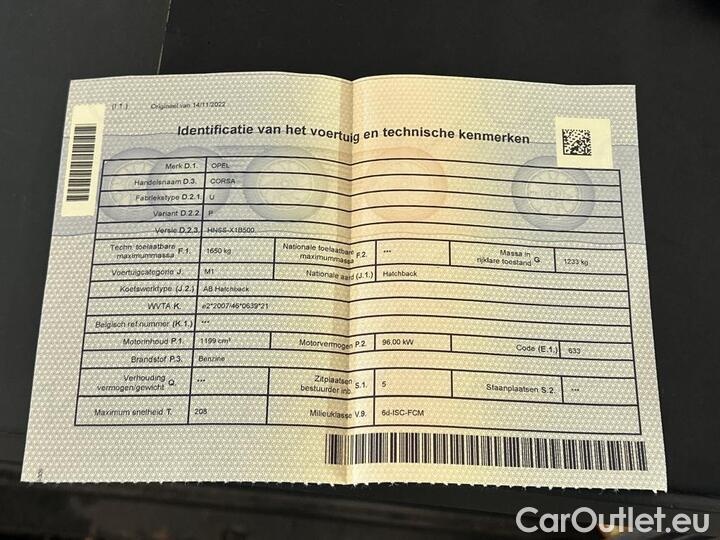 (I.1.) Origineel van 14/11/2022
Identificatie van het voertuig en technische kenmerken
Merk D.1. OPEL
Handelsnaam D.3. CORSA
Fabriekstype D.2.1. U
Variant D.2.2. P
Versie D.2.3. HNSS-X1B500
Techn. toelaatbare maximummassa F.1. 1650 kg Nationale toelaatbare maximummassa F.2. *** Massa in rijklare toestand G. 1233 kg
Voertuigcategorie J. M1 Nationale aard (J.1.) Hatchback
Koetswerktype (J.2.) AB Hatchback
WVTA K. e2*2007/46*0639*21
Belgisch ref.nummer (K.1.) ***
Motorinhoud P.1. 1199 cm³ Motorvermogen P.2. 96,00 kW Code (E.1.) 633
Brandstof P.3. Benzine
Verhouding vermogen/gewicht Q. *** Zitplaatsen bestuurder inb. S.1. 5 Staanplaatsen S.2. ***
Maximum snelheid T. 208 Milieuklasse V.9. 6d-ISC-FCM
CarOutlet.eu